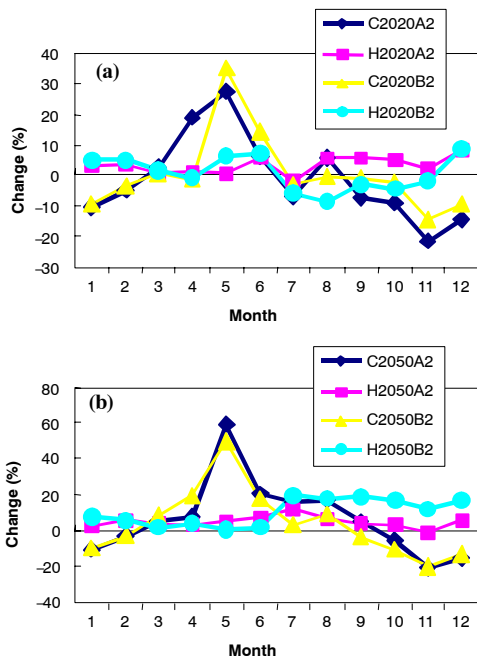 C2020A2
H2020A2
C2020B2
H2020B2
(a)
Change (%)
40
30
20
10
0
−10
−20
−30
1 2 3 4 5 6 7 8 9 10 11 12
Month
C2050A2
H2050A2
C2050B2
H2050B2
(b)
Change (%)
80
60
40
20
0
−20
−40
1 2 3 4 5 6 7 8 9 10 11 12
Month